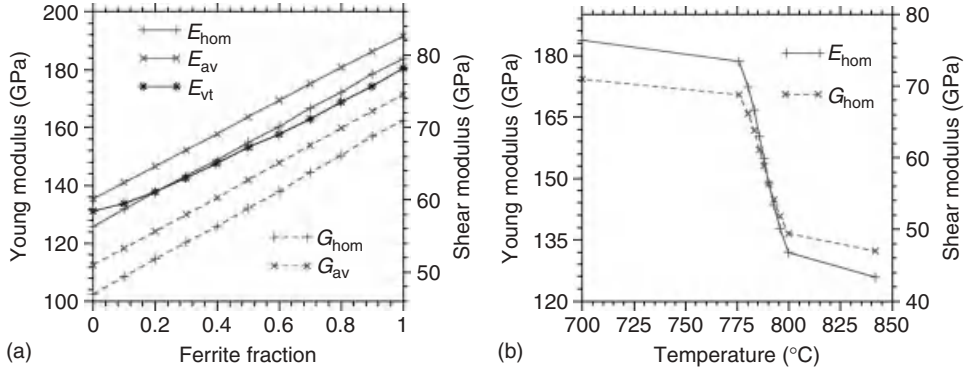 200
180
160
140
120
100
Young modulus (GPa)
E_hom
E_av
E_vt
G_hom
G_av
80
70
60
50
Shear modulus (GPa)
0 0.2 0.4 0.6 0.8 1
(a)
Ferrite fraction
180
165
150
135
120
Young modulus (GPa)
E_hom
G_hom
80
70
60
50
40
Shear modulus (GPa)
700 725 750 775 800 825 850
(b)
Temperature (°C)